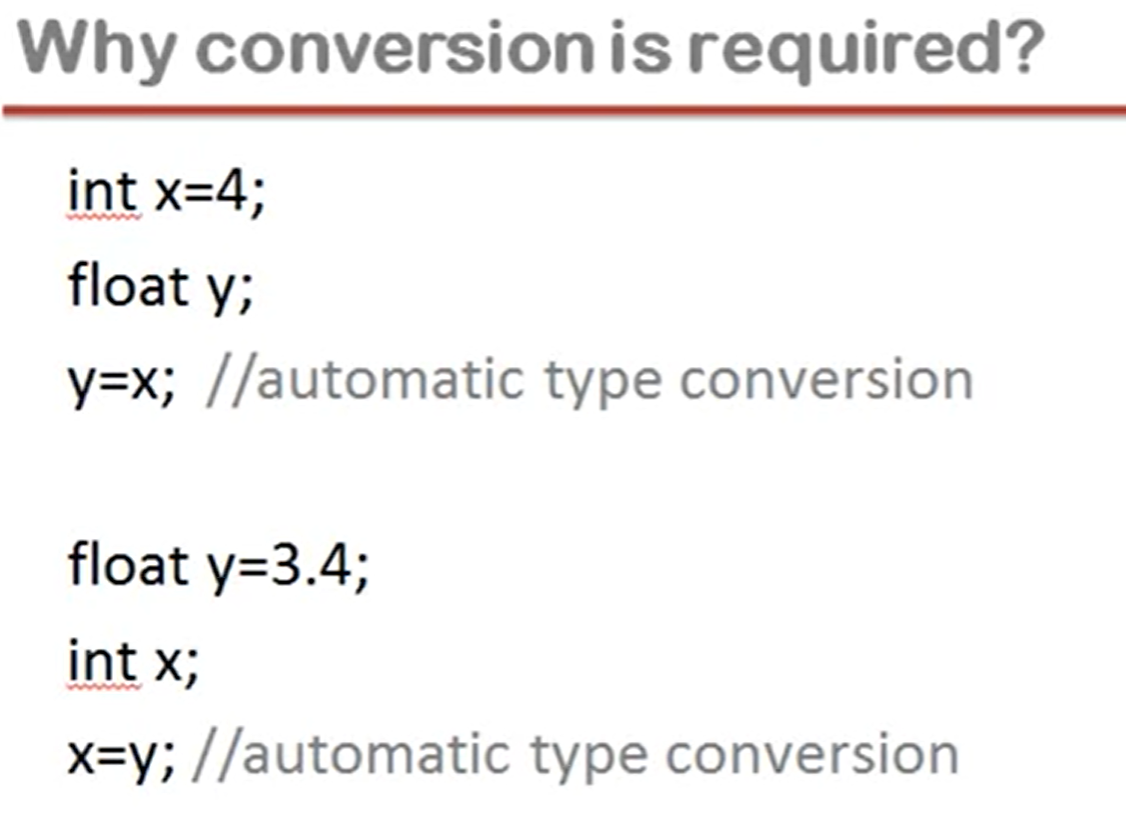 Why conversion is required?
int x=4;
float y;
y=x; //automatic type conversion
float y=3.4;
int x;
x=y; //automatic type conversion